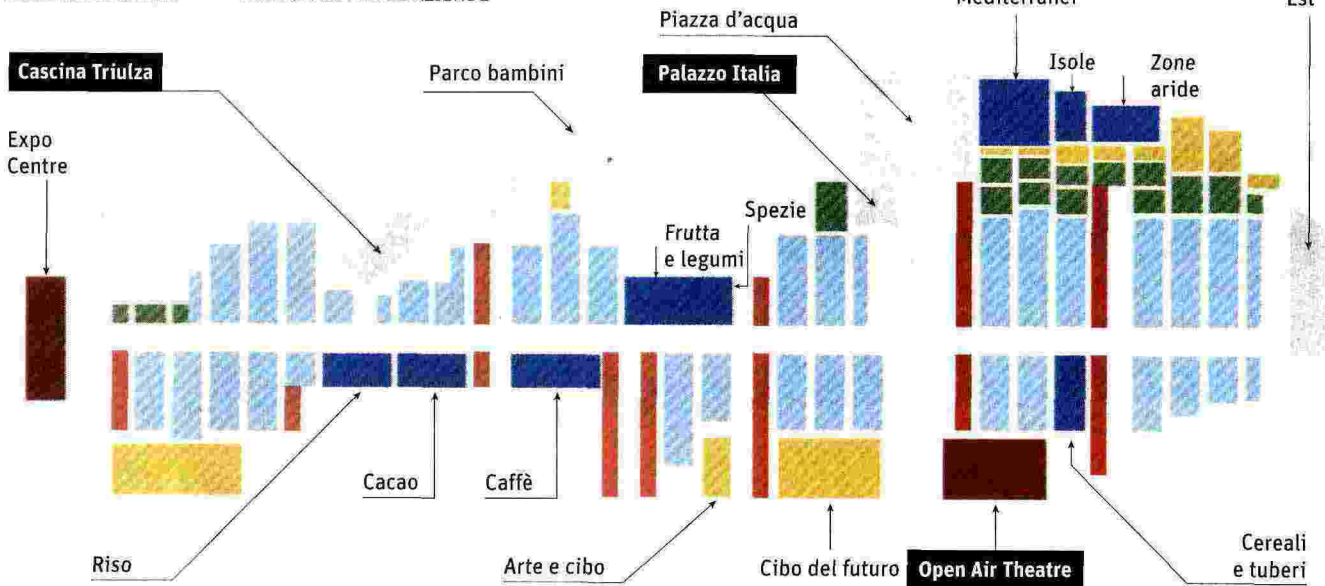 Piazza d'acqua
Est
Cascina Triulza
Parco bambini
Palazzo Italia
Isole
Zone
aride
Expo
Centre
Spezie
Frutta
e legumi
Cacao
Caffè
Riso
Arte e cibo
Cibo del futuro
Open Air Theatre
Cereali
e tuberi